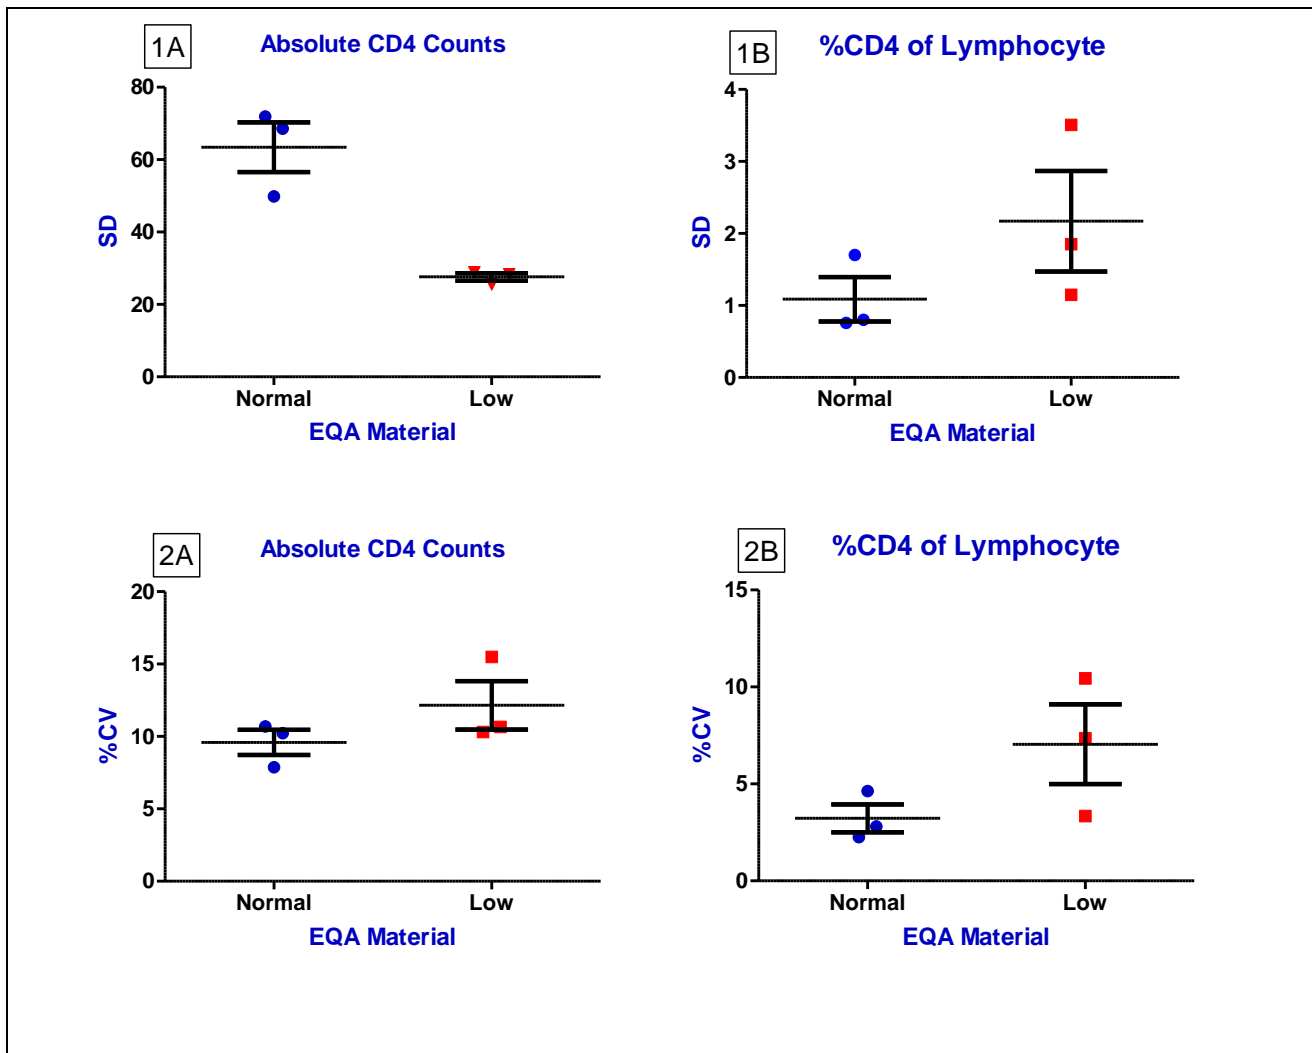 1A
Absolute CD4 Counts
80
60
40
20
0
SD
Normal
Low
EQA Material
1B
%CD4 of Lymphocyte
4
3
2
1
0
SD
Normal
Low
EQA Material
2A
Absolute CD4 Counts
20
15
10
5
0
%CV
Normal
Low
EQA Material
2B
%CD4 of Lymphocyte
15
10
5
0
%CV
Normal
Low
EQA Material